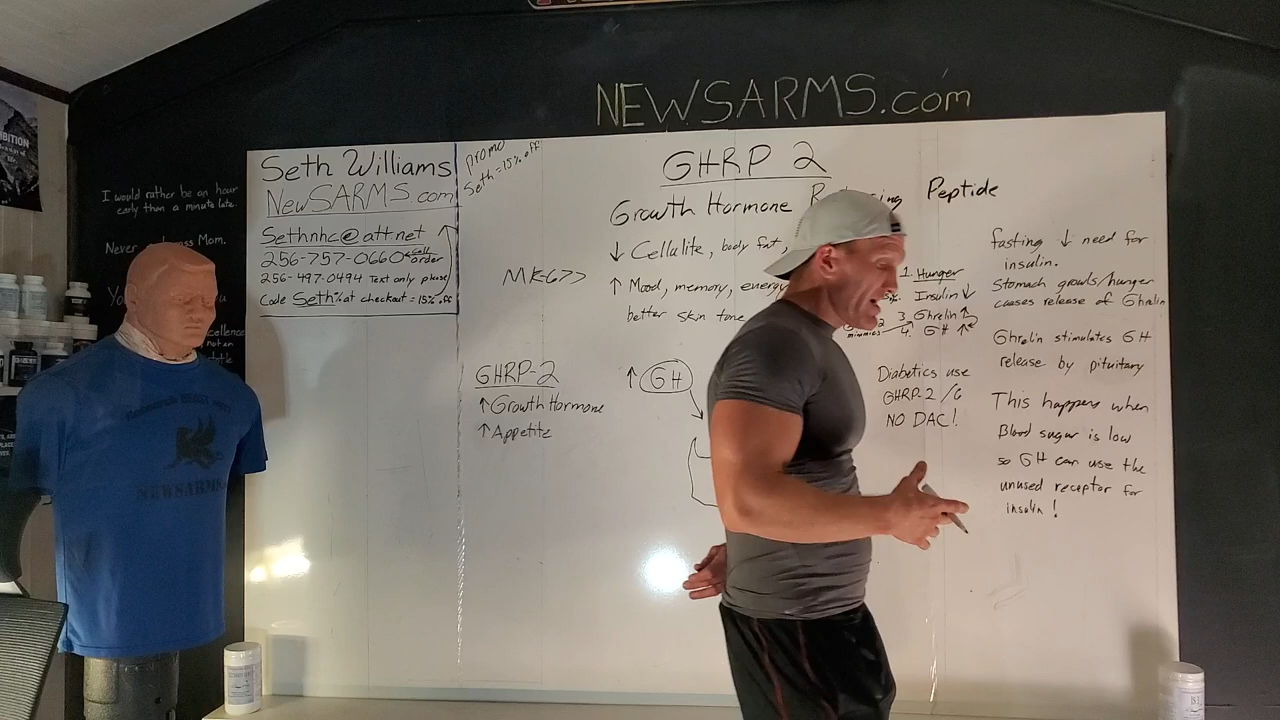 NEWSARMS.com
Seth Williams
NewSARMS.com
Sethnhc@att.net
256-757-0660 Call order
256-497-0494 Text only please
Code Seth at checkout = 15% off
promo
Seth = 15% off
GHRP 2
Growth Hormone Peptide
↓ Cellulite, body fat,
↑ Mood, memory, energy
better skin tone
MK-677
GHRP-2
↑ Growth Hormone
↑ Appetite
↑ GH
1. Hunger
Insulin ↓
3. Ghrelin ↑
4. GH ↑
mimmics
Diabetics use
GHRP-2/6
NO DAC!
fasting ↓ need for
insulin.
Stomach growls/hunger
causes release of Ghrelin
Ghrelin stimulates GH
release by pituitary
This happens when
Blood sugar is low
so GH can use the
unused receptor for
insulin!
I would rather be an hour
early than a minute late.
Never Mom.
NEWSARMS